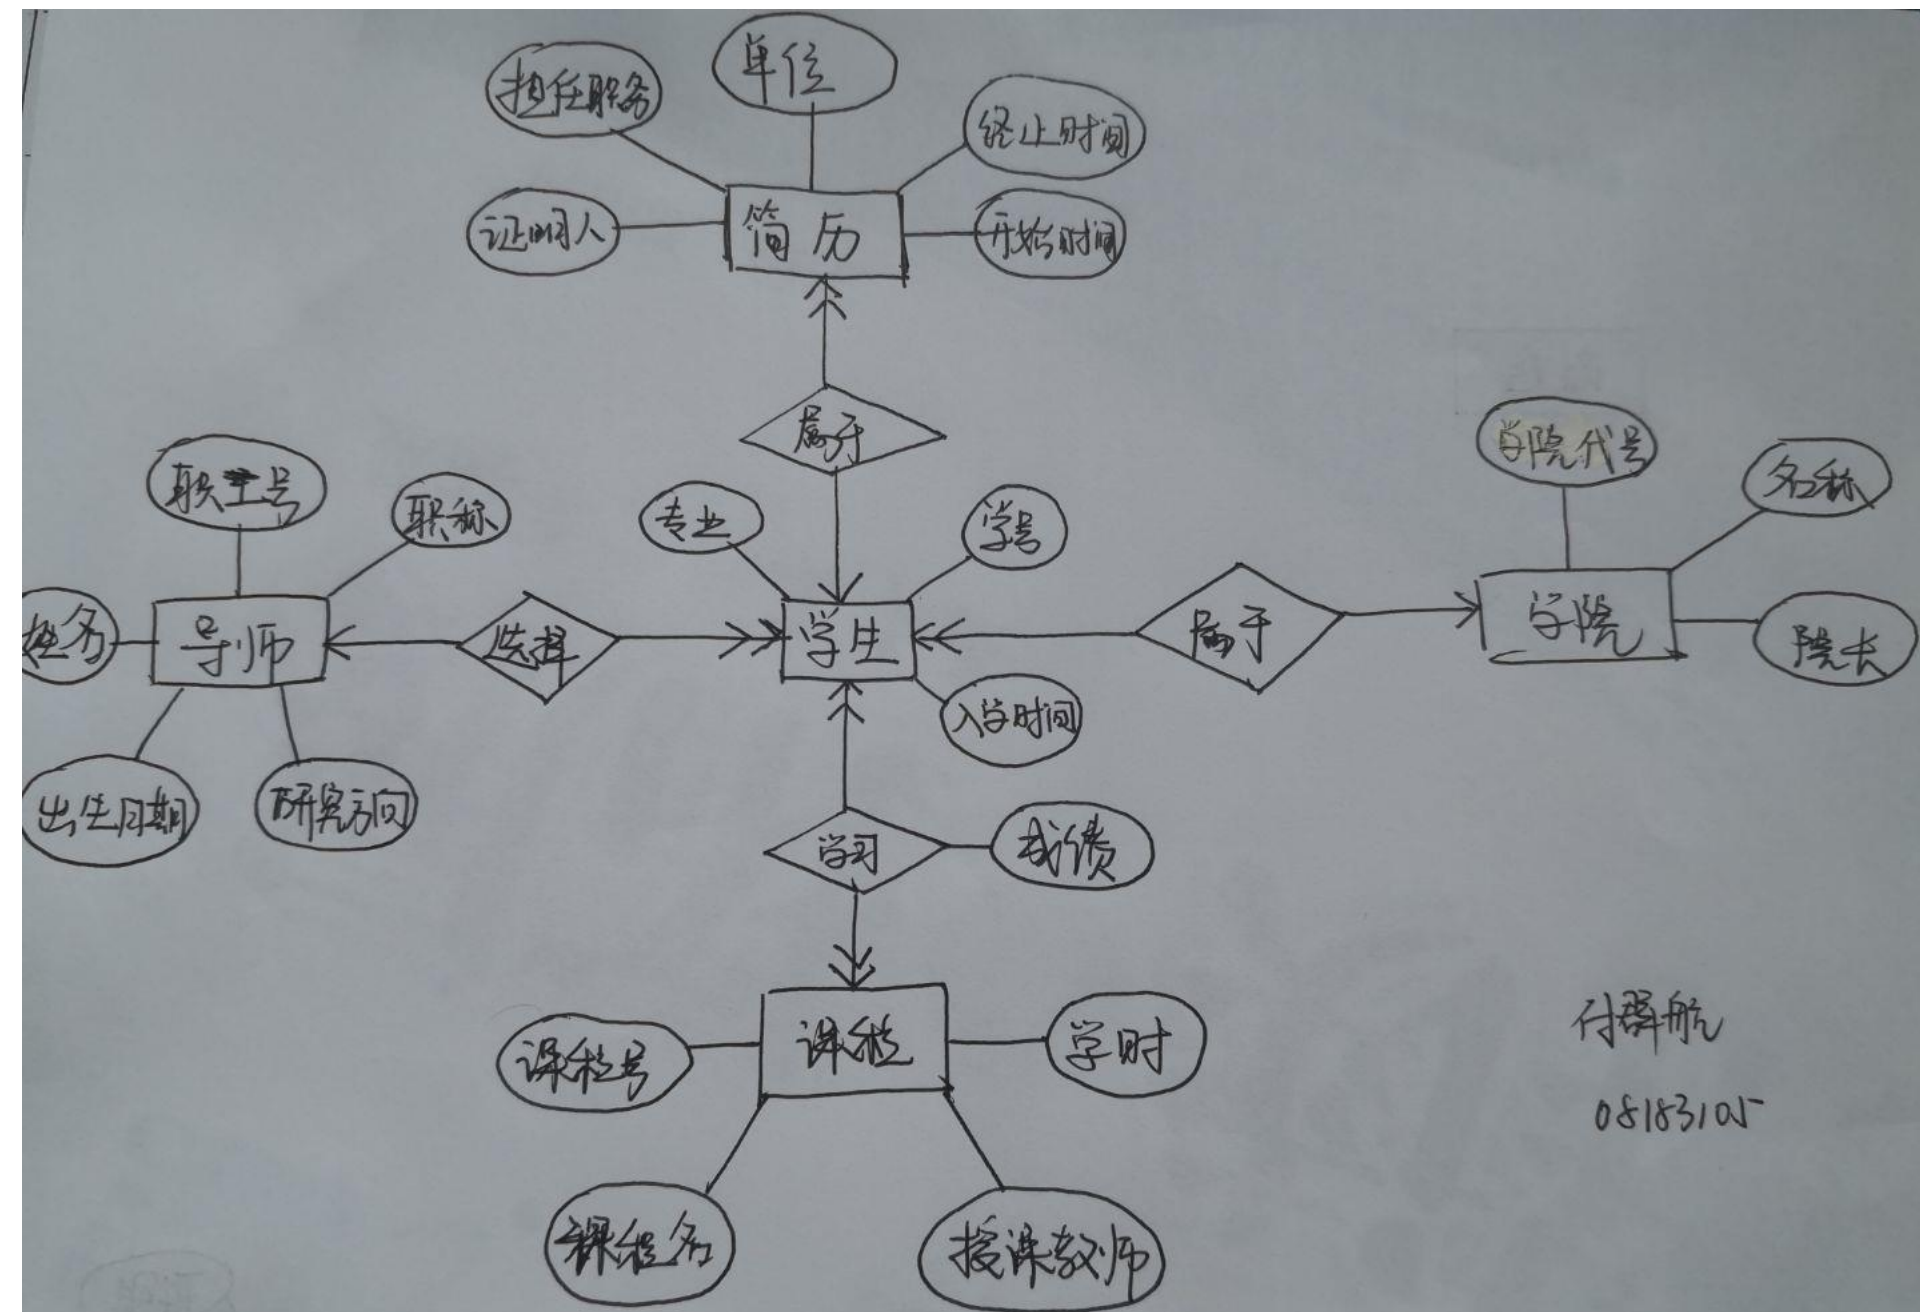 单位
担任职务
终止时间
证明人
简历
开始时间
属于
学院代号
名称
职工号
职称
专业
学号
姓名
导师
选择
学生
属于
学院
院长
入学时间
出生日期
研究方向
学习
成绩
课程号
课程
学时
付群航
08183105
课程名
授课教师